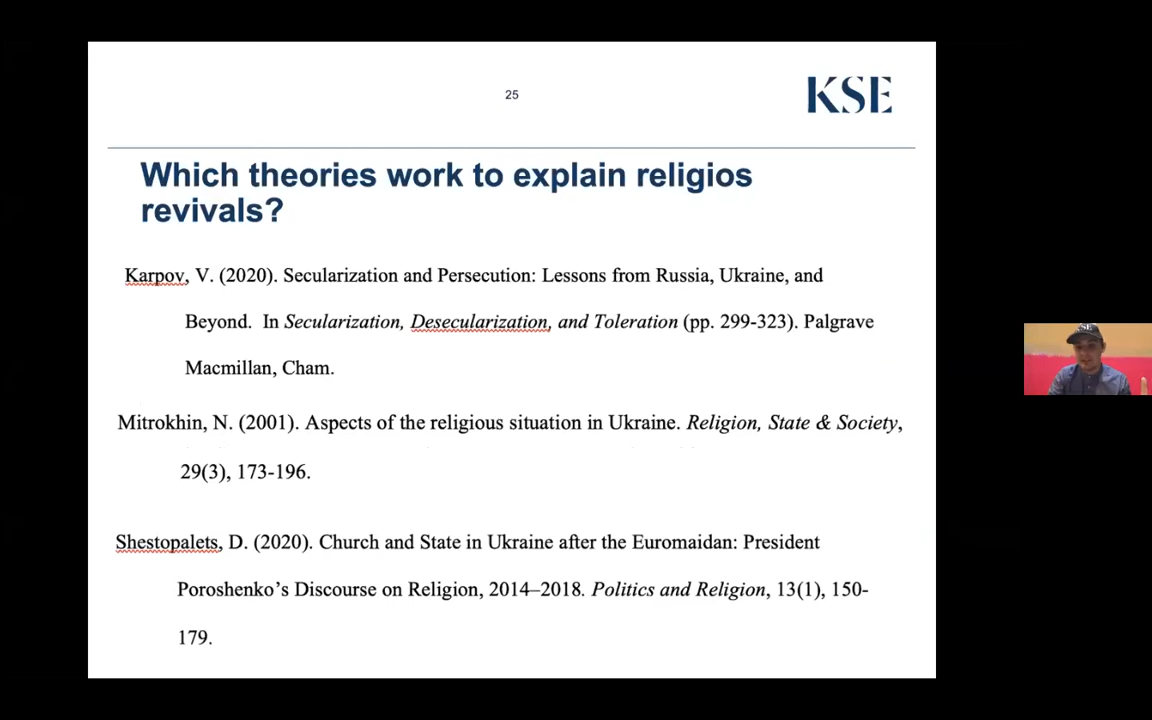 25
KSE
Which theories work to explain religios
revivals?
Karpov, V. (2020). Secularization and Persecution: Lessons from Russia, Ukraine, and
Beyond. In Secularization, Desecularization, and Toleration (pp. 299-323). Palgrave
Macmillan, Cham.
Mitrokhin, N. (2001). Aspects of the religious situation in Ukraine. Religion, State & Society,
29(3), 173-196.
Shestopalets, D. (2020). Church and State in Ukraine after the Euromaidan: President
Poroshenko’s Discourse on Religion, 2014–2018. Politics and Religion, 13(1), 150-
179.
KSE